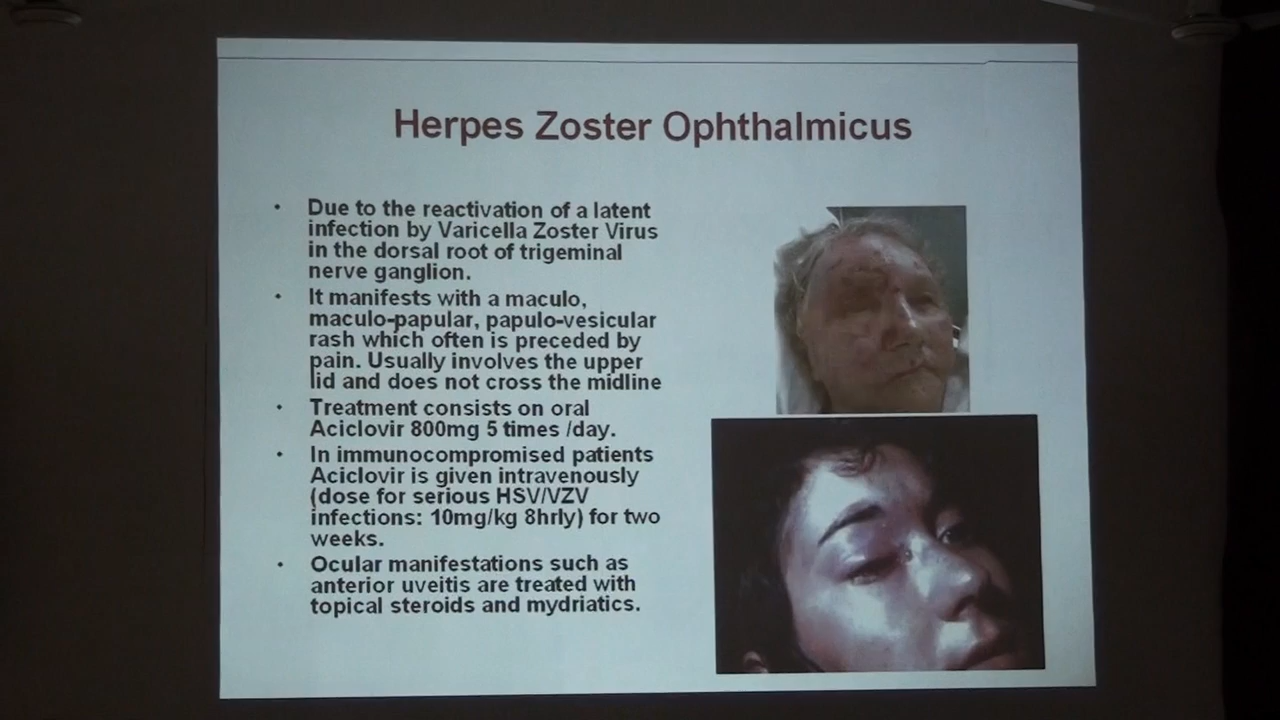 Herpes Zoster Ophthalmicus
• Due to the reactivation of a latent
infection by Varicella Zoster Virus
in the dorsal root of trigeminal
nerve ganglion.
• It manifests with a maculo,
maculo-papular, papulo-vesicular
rash which often is preceded by
pain. Usually involves the upper
lid and does not cross the midline
• Treatment consists on oral
Aciclovir 800mg 5 times /day.
• In immunocompromised patients
Aciclovir is given intravenously
(dose for serious HSV/VZV
infections: 10mg/kg 8hrly) for two
weeks.
• Ocular manifestations such as
anterior uveitis are treated with
topical steroids and mydriatics.